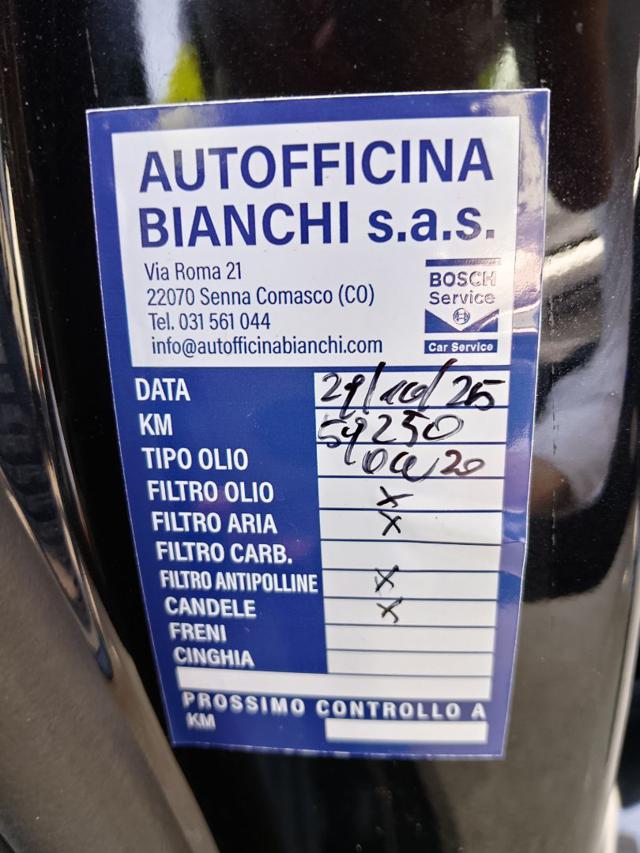 AUTOFFICINA
BIANCHI s.a.s.
Via Roma 21
22070 Senna Comasco (CO)
Tel. 031 561 044
info@autofficinabianchi.com
BOSCH
Service
Car Service
DATA 29/10/25
KM 59250
TIPO OLIO 0W20
FILTRO OLIO X
FILTRO ARIA X
FILTRO CARB.
FILTRO ANTIPOLLINE X
CANDELE X
FRENI
CINGHIA
PROSSIMO CONTROLLO A
KM